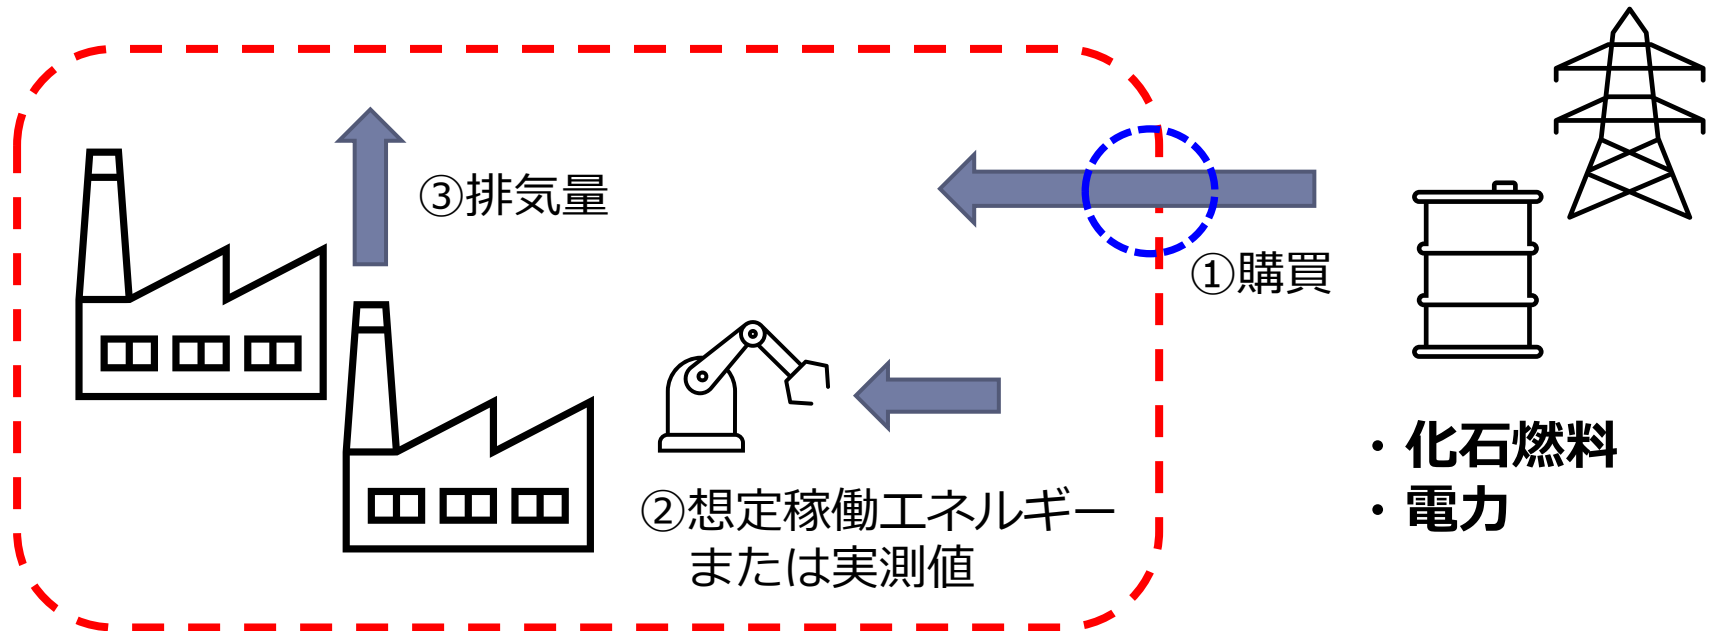 ③排気量
①購買
②想定稼働エネルギー
または実測値
・化石燃料
・電力